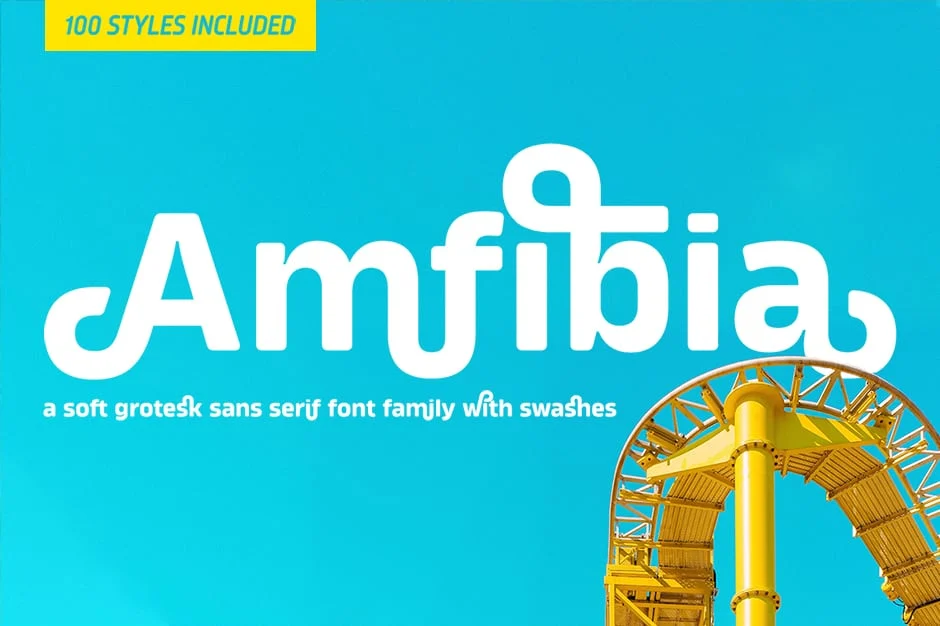 100 STYLES INCLUDED
Amfibia
a soft grotesk sans serif font family with swashes